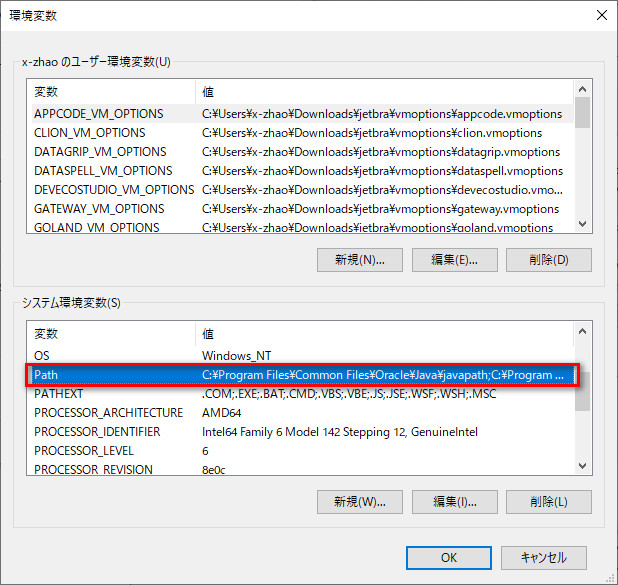 環境変数
x-zhao のユーザー環境変数(U)
変数 値
APPCODE_VM_OPTIONS C:¥Users¥x-zhao¥Downloads¥jetbra¥vmoptions¥appcode.vmoptions
CLION_VM_OPTIONS C:¥Users¥x-zhao¥Downloads¥jetbra¥vmoptions¥clion.vmoptions
DATAGRIP_VM_OPTIONS C:¥Users¥x-zhao¥Downloads¥jetbra¥vmoptions¥datagrip.vmoptions
DATASPELL_VM_OPTIONS C:¥Users¥x-zhao¥Downloads¥jetbra¥vmoptions¥dataspell.vmoptions
DEVECOSTUDIO_VM_OPTIONS C:¥Users¥x-zhao¥Downloads¥jetbra¥vmoptions¥devecostudio.vmo...
GATEWAY_VM_OPTIONS C:¥Users¥x-zhao¥Downloads¥jetbra¥vmoptions¥gateway.vmoptions
GOLAND_VM_OPTIONS C:¥Users¥x-zhao¥Downloads¥jetbra¥vmoptions¥goland.vmoptions
新規(N)... 編集(E)... 削除(D)
システム環境変数(S)
変数 値
OS Windows_NT
Path C:¥Program Files¥Common Files¥Oracle¥Java¥javapath;C:¥Program ...
PATHEXT .COM;.EXE;.BAT;.CMD;.VBS;.VBE;.JS;.JSE;.WSF;.WSH;.MSC
PROCESSOR_ARCHITECTURE AMD64
PROCESSOR_IDENTIFIER Intel64 Family 6 Model 142 Stepping 12, GenuineIntel
PROCESSOR_LEVEL 6
PROCESSOR_REVISION 8e0c
新規(W)... 編集(I)... 削除(L)
OK キャンセル